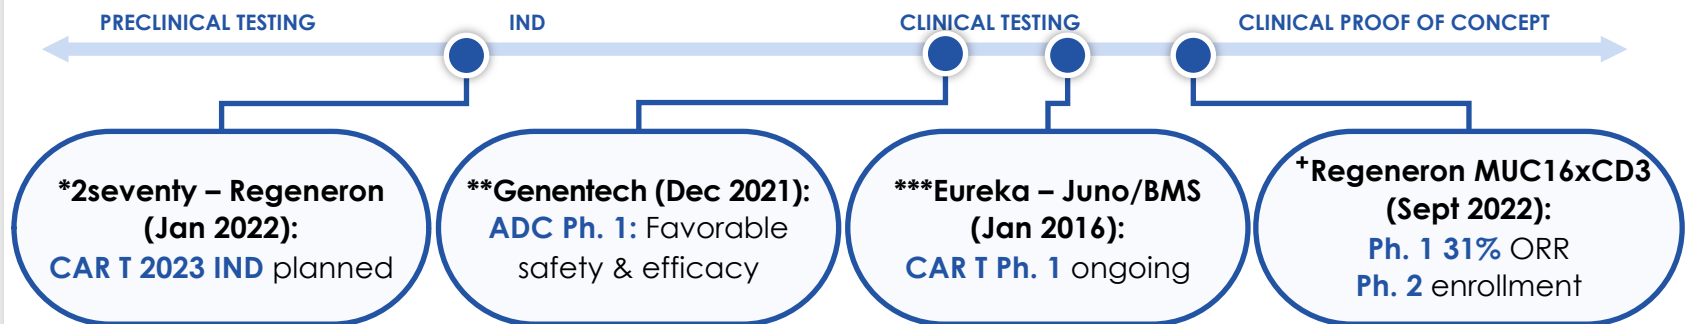 PRECLINICAL TESTING
IND
CLINICAL TESTING
CLINICAL PROOF OF CONCEPT
*2seventy – Regeneron
(Jan 2022):
CAR T 2023 IND planned
**Genentech (Dec 2021):
ADC Ph. 1: Favorable
safety & efficacy
***Eureka – Juno/BMS
(Jan 2016):
CAR T Ph. 1 ongoing
+Regeneron MUC16xCD3
(Sept 2022):
Ph. 1 31% ORR
Ph. 2 enrollment